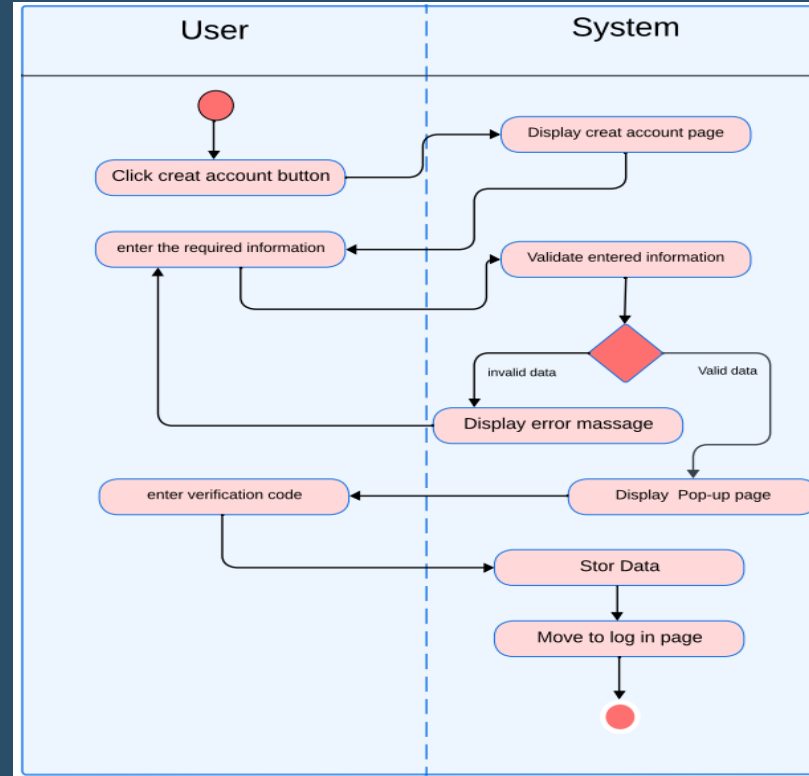 User
System
Display creat account page
Click creat account button
enter the required information
Validate entered information
invalid data
Valid data
Display error massage
enter verification code
Display Pop-up page
Stor Data
Move to log in page